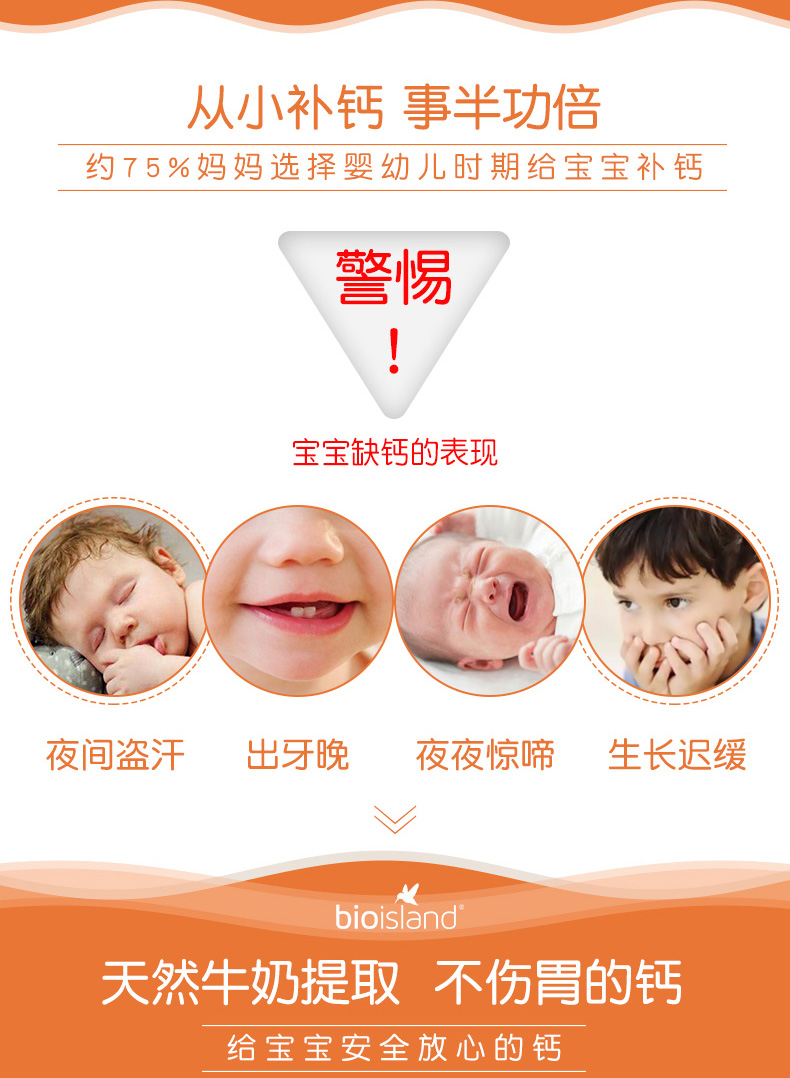 从小补钙 事半功倍
约75%妈妈选择婴幼儿时期给宝宝补钙
警惕
!
宝宝缺钙的表现
夜间盗汗 出牙晚 夜夜惊啼 生长迟缓
bioisland®
天然牛奶提取 不伤胃的钙
给宝宝安全放心的钙